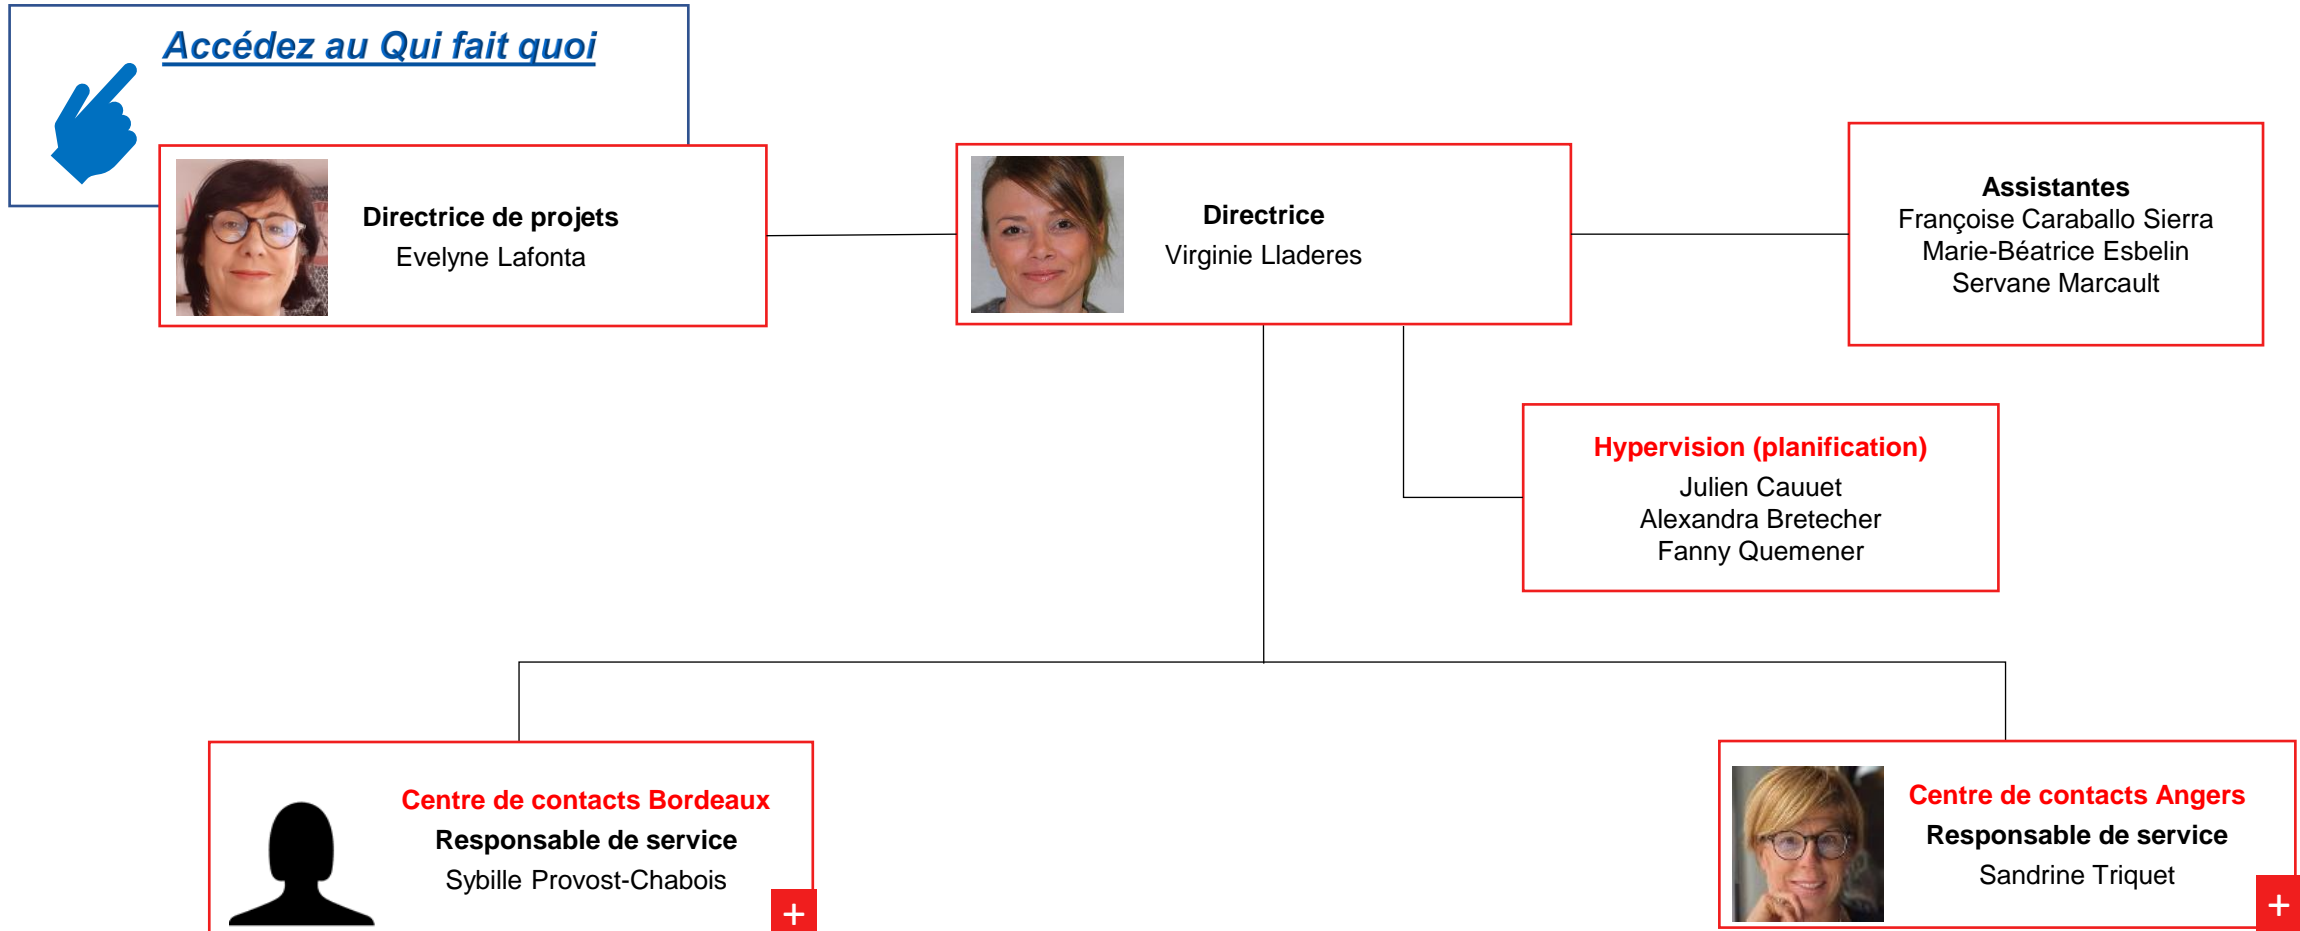 Accédez au Qui fait quoi
Directrice de projets
Evelyne Lafonta
Directrice
Virginie Lladeres
Assistantes
Françoise Caraballo Sierra
Marie-Béatrice Esbelin
Servane Marcault
Hypervision (planification)
Julien Cauuet
Alexandra Bretecher
Fanny Quemener
Centre de contacts Bordeaux
Responsable de service
Sybille Provost-Chabois
+
Centre de contacts Angers
Responsable de service
Sandrine Triquet
+